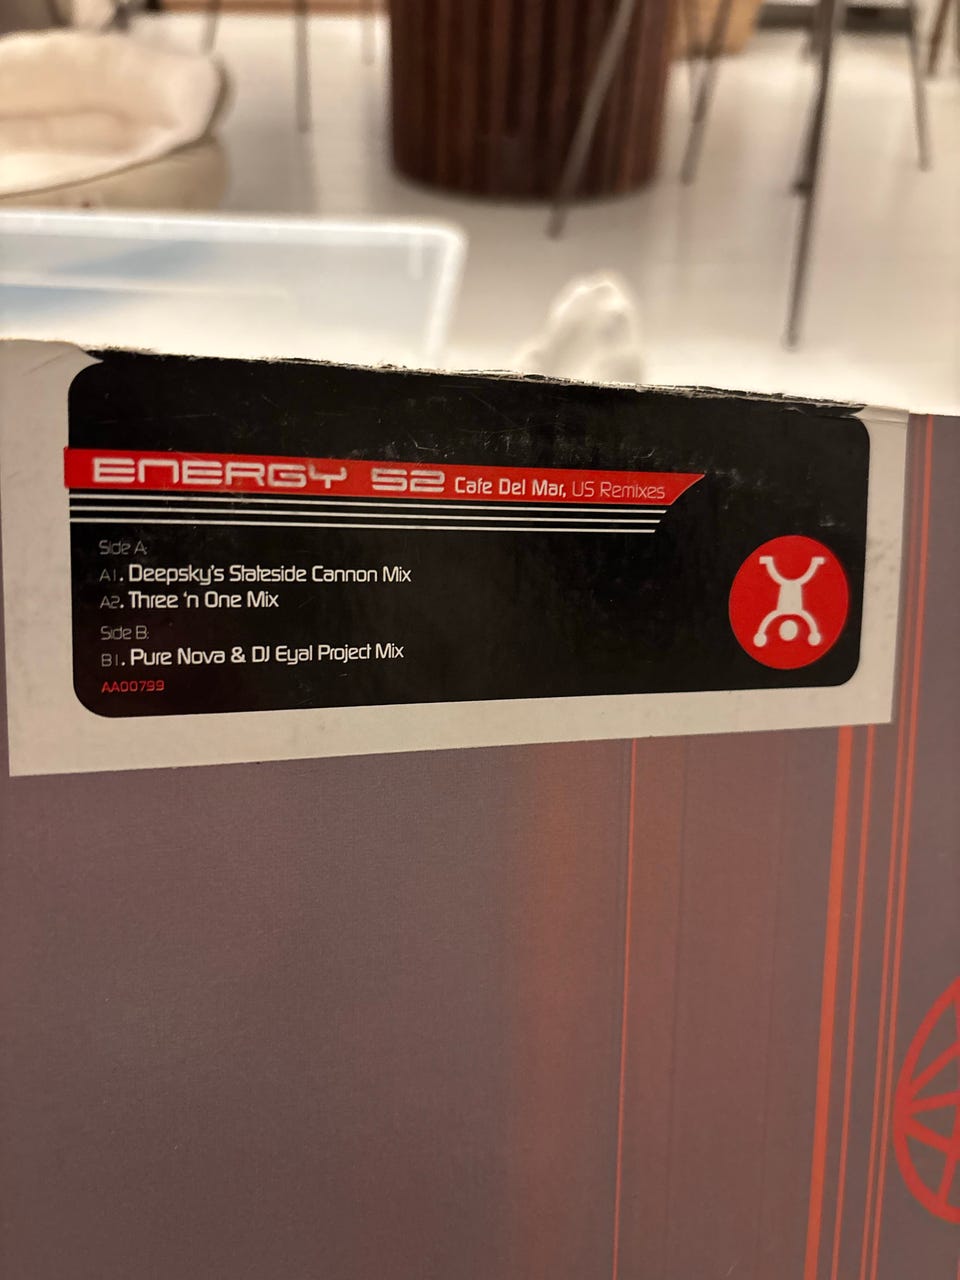 ENERGY 52 Cafe Del Mar, US Remixes
Side A:
A1. Deepsky's Stateside Cannon Mix
A2. Three 'n One Mix
Side B:
B1. Pure Nova & DJ Eyal Project Mix
AA00799